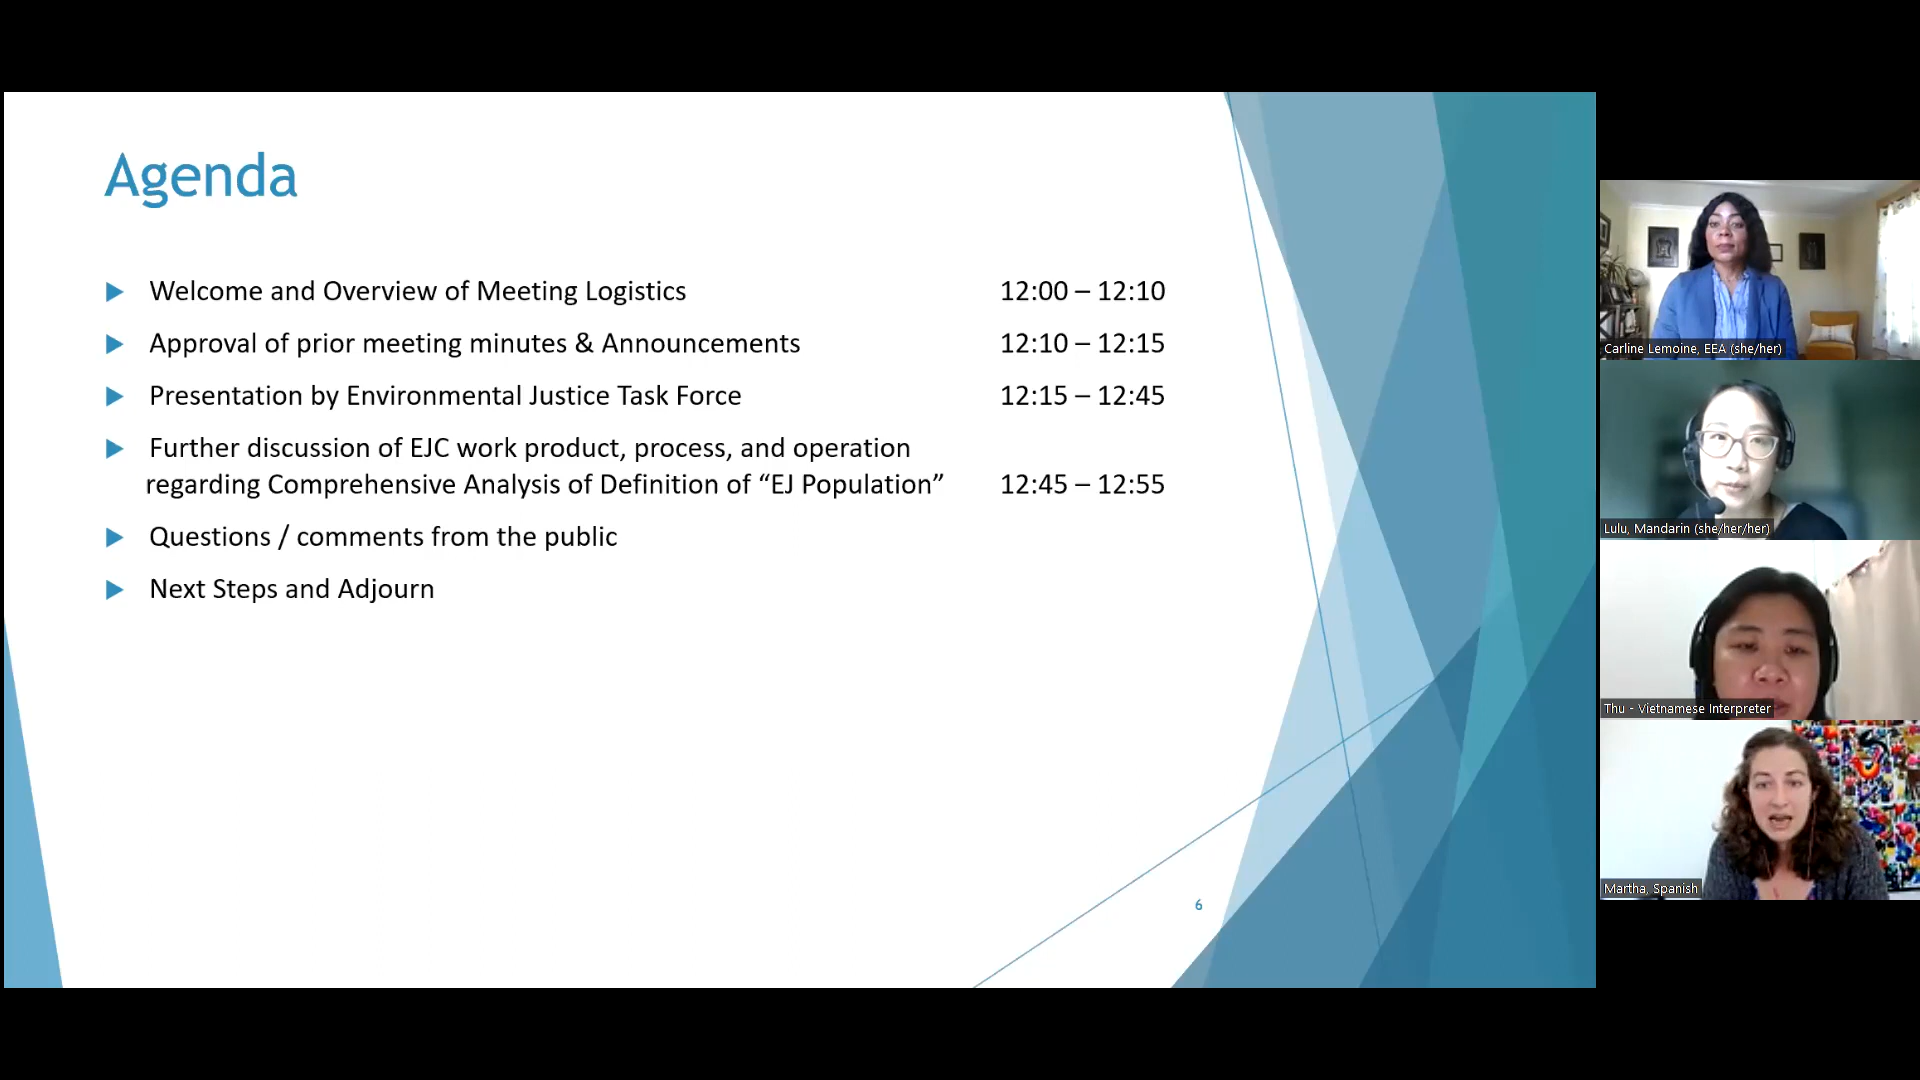 Agenda
Welcome and Overview of Meeting Logistics 12:00 – 12:10
Approval of prior meeting minutes & Announcements 12:10 – 12:15
Presentation by Environmental Justice Task Force 12:15 – 12:45
Further discussion of EJC work product, process, and operation
regarding Comprehensive Analysis of Definition of “EJ Population” 12:45 – 12:55
Questions / comments from the public
Next Steps and Adjourn
6
Carline Lemoine, EEA (she/her)
Lulu, Mandarin (she/her/her)
Thu - Vietnamese Interpreter
Martha, Spanish